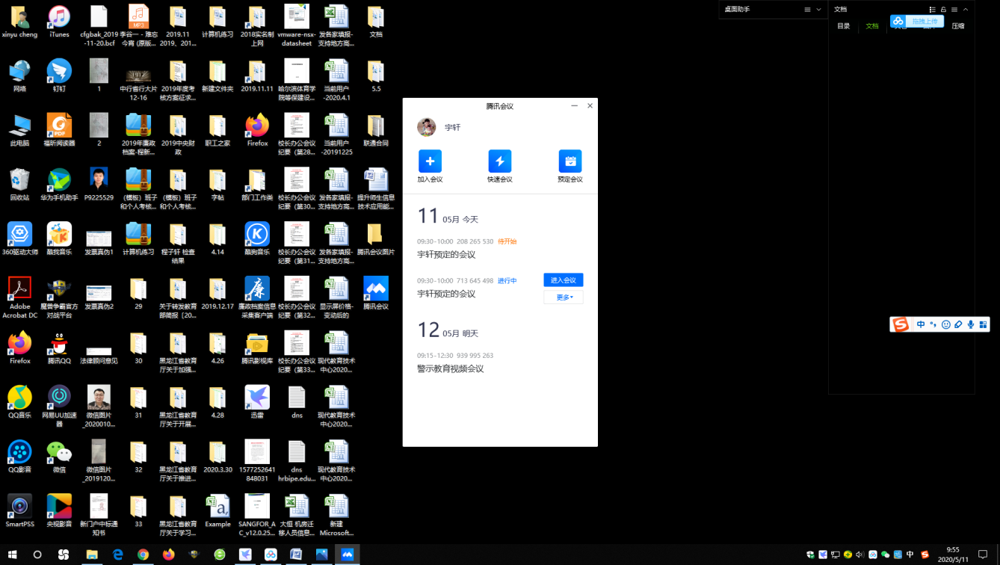 xinyu cheng
iTunes
cfgbak_2019
-11-20.bcf
李谷一 - 难忘
今宵 (原版...
2019.11
2019、201...
计算机练习
2018实名制
上网
vmware-nsx-
datasheet
发各家填报-
支持地方高...
文档
网络
钉钉
1
中行省行大片
12-16
2019年度考
核方案征求...
新建文件夹
2019.11.11
哈尔滨体育学
院等保建设...
当前用户
-2020.4.1
5.5
此电脑
福昕阅读器
2
2019年廉政
档案-程新...
2019中央财
政
职工之家
Firefox
校长办公会议
纪要（第28...
当前用户
-20191225
联通合同
回收站
华为手机助手
P9225529
（模板）班子
和个人考核...
（模板）班子
和个人考核...
字帖
部门工作类
校长办公会议
纪要（第30...
发各家填报-
支持地方高...
提升师生信息
技术应用能...
360驱动大师
酷我音乐
发票真伪1
计算机练习
程子轩 检查
结果
4.14
酷狗音乐
校长办公会议
纪要（第31...
发各家填报-
支持地方高...
腾讯会议图片
Adobe
Acrobat DC
魔兽争霸官方
对战平台
发票真伪2
29
关于转发教育
部简报〔20...
2019.12.17
廉政档案信息
采集客户端
校长办公会议
纪要（第32...
显示屏价格-
变动后的
腾讯会议
Firefox
腾讯QQ
法律顾问意见
30
黑龙江省教育
厅关于加强...
4.26
腾讯影视库
校长办公会议
纪要（第33...
现代教育技术
中心2020...
QQ音乐
网易UU加速
器
微信图片
_2020010...
31
黑龙江省教育
厅关于开展...
4.28
迅雷
dns
现代教育技术
中心2020...
QQ影音
微信
微信图片
_2019120...
32
黑龙江省教育
厅关于推进...
2020.3.30
1577252641
848031
dns
hrbipe.edu...
现代教育技术
中心2020...
SmartPSS
央视影音
新门户中标通
知书
33
黑龙江省教育
厅关于学习...
Example
SANGFOR_A
C_v12.0.25...
大恒 机房迁
移人员信息...
新建
Microsoft...
腾讯会议
宇轩
加入会议
快速会议
预定会议
11 05月 今天
09:30-10:00 208 265 530 待开始
宇轩预定的会议
09:30-10:00 713 645 498 进行中
进入会议
宇轩预定的会议
更多
12 05月 明天
09:15-12:30 939 995 263
警示教育视频会议
桌面助手
文档
拖拽上传
目录
文档
压缩
中
中
9:55
2020/5/11